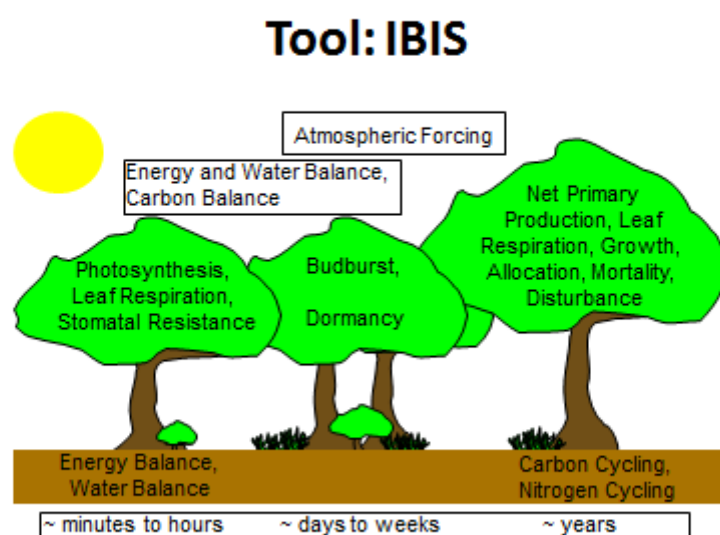 Tool: IBIS
Atmospheric Forcing
Energy and Water Balance,
Carbon Balance
Photosynthesis,
Leaf Respiration,
Stomatal Resistance
Budburst,
Dormancy
Net Primary
Production, Leaf
Respiration, Growth,
Allocation, Mortality,
Disturbance
Energy Balance,
Water Balance
Carbon Cycling,
Nitrogen Cycling
~ minutes to hours
~ days to weeks
~ years